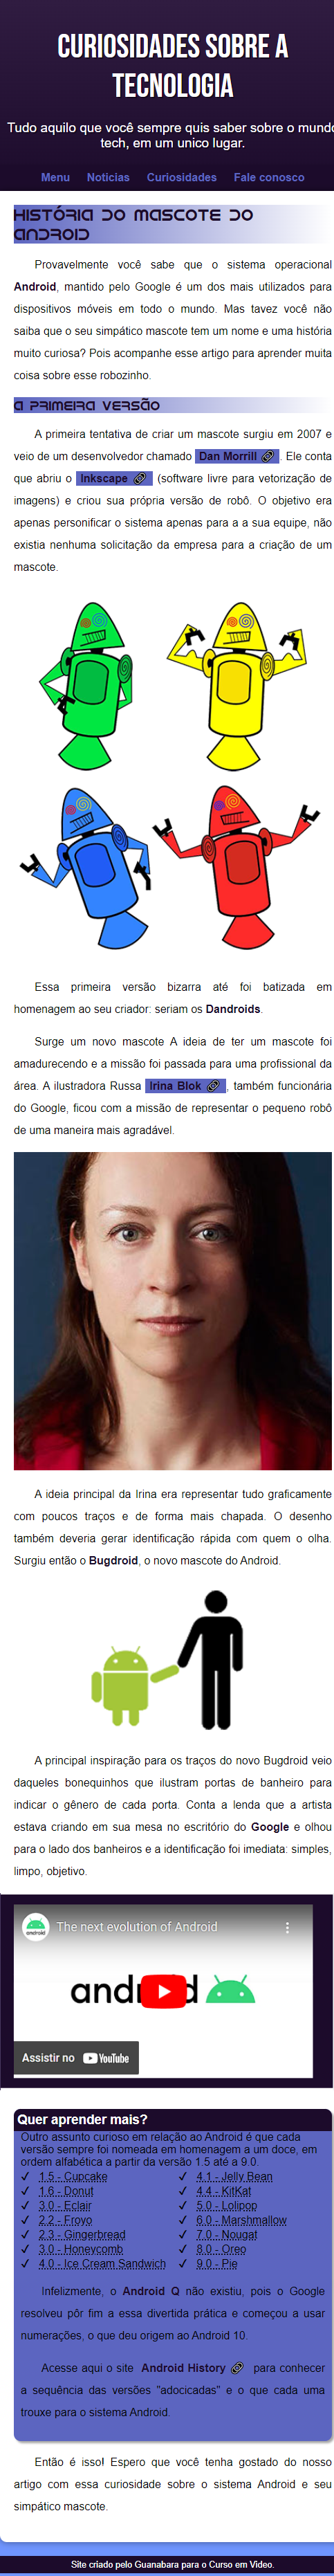 CURIOSIDADES SOBRE A
TECNOLOGIA
Tudo aquilo que você sempre quis saber sobre o mundo
tech, em um unico lugar.
Menu Noticias Curiosidades Fale conosco
História do mascote do
Android
Provavelmente você sabe que o sistema operacional
Android, mantido pelo Google é um dos mais utilizados para
dispositivos móveis em todo o mundo. Mas tavez você não
saiba que o seu simpático mascote tem um nome e uma história
muito curiosa? Pois acompanhe esse artigo para aprender muita
coisa sobre esse robozinho.
A primeira versão
A primeira tentativa de criar um mascote surgiu em 2007 e
veio de um desenvolvedor chamado Dan Morrill. Ele conta
que abriu o Inkscape (software livre para vetorização de
imagens) e criou sua própria versão de robô. O objetivo era
apenas personificar o sistema apenas para a a sua equipe, não
existia nenhuma solicitação da empresa para a criação de um
mascote.
Essa primeira versão bizarra até foi batizada em
homenagem ao seu criador: seriam os Dandroids.
Surge um novo mascote A ideia de ter um mascote foi
amadurecendo e a missão foi passada para uma profissional da
área. A ilustradora Russa Irina Blok, também funcionária
do Google, ficou com a missão de representar o pequeno robô
de uma maneira mais agradável.
A ideia principal da Irina era representar tudo graficamente
com poucos traços e de forma mais chapada. O desenho
também deveria gerar identificação rápida com quem o olha.
Surgiu então o Bugdroid, o novo mascote do Android.
A principal inspiração para os traços do novo Bugdroid veio
daqueles bonequinhos que ilustram portas de banheiro para
indicar o gênero de cada porta. Conta a lenda que a artista
estava criando em sua mesa no escritório do Google e olhou
para o lado dos banheiros e a identificação foi imediata: simples,
limpo, objetivo.
android The next evolution of Android
android
Assistir no YouTube
Quer aprender mais?
Outro assunto curioso em relação ao Android é que cada
versão sempre foi nomeada em homenagem a um doce, em
ordem alfabética a partir da versão 1.5 até a 9.0.
✓ 1.5 - Cupcake
✓ 1.6 - Donut
✓ 3.0 - Eclair
✓ 2.2 - Froyo
✓ 2.3 - Gingerbread
✓ 3.0 - Honeycomb
✓ 4.0 - Ice Cream Sandwich
✓ 4.1 - Jelly Bean
✓ 4.4 - KitKat
✓ 5.0 - Lolipop
✓ 6.0 - Marshmallow
✓ 7.0 - Nougat
✓ 8.0 - Oreo
✓ 9.0 - Pie
Infelizmente, o Android Q não existiu, pois o Google
resolveu pôr fim a essa divertida prática e começou a usar
numerações, o que deu origem ao Android 10.
Acesse aqui o site Android History para conhecer
a sequência das versões "adocicadas" e o que cada uma
trouxe para o sistema Android.
Então é isso! Espero que você tenha gostado do nosso
artigo com essa curiosidade sobre o sistema Android e seu
simpático mascote.
Site criado pelo Guanabara para o Curso em Video.